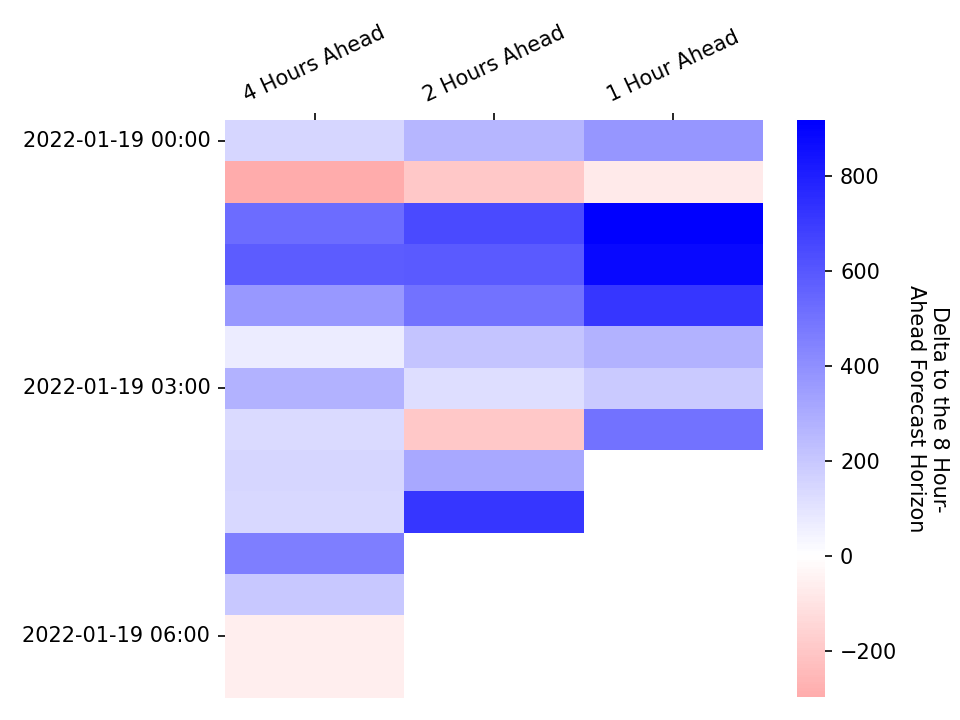 4 Hours Ahead
2 Hours Ahead
1 Hour Ahead
2022-01-19 00:00
2022-01-19 03:00
2022-01-19 06:00
800
600
400
200
0
−200
Delta to the 8 Hour-
Ahead Forecast Horizon